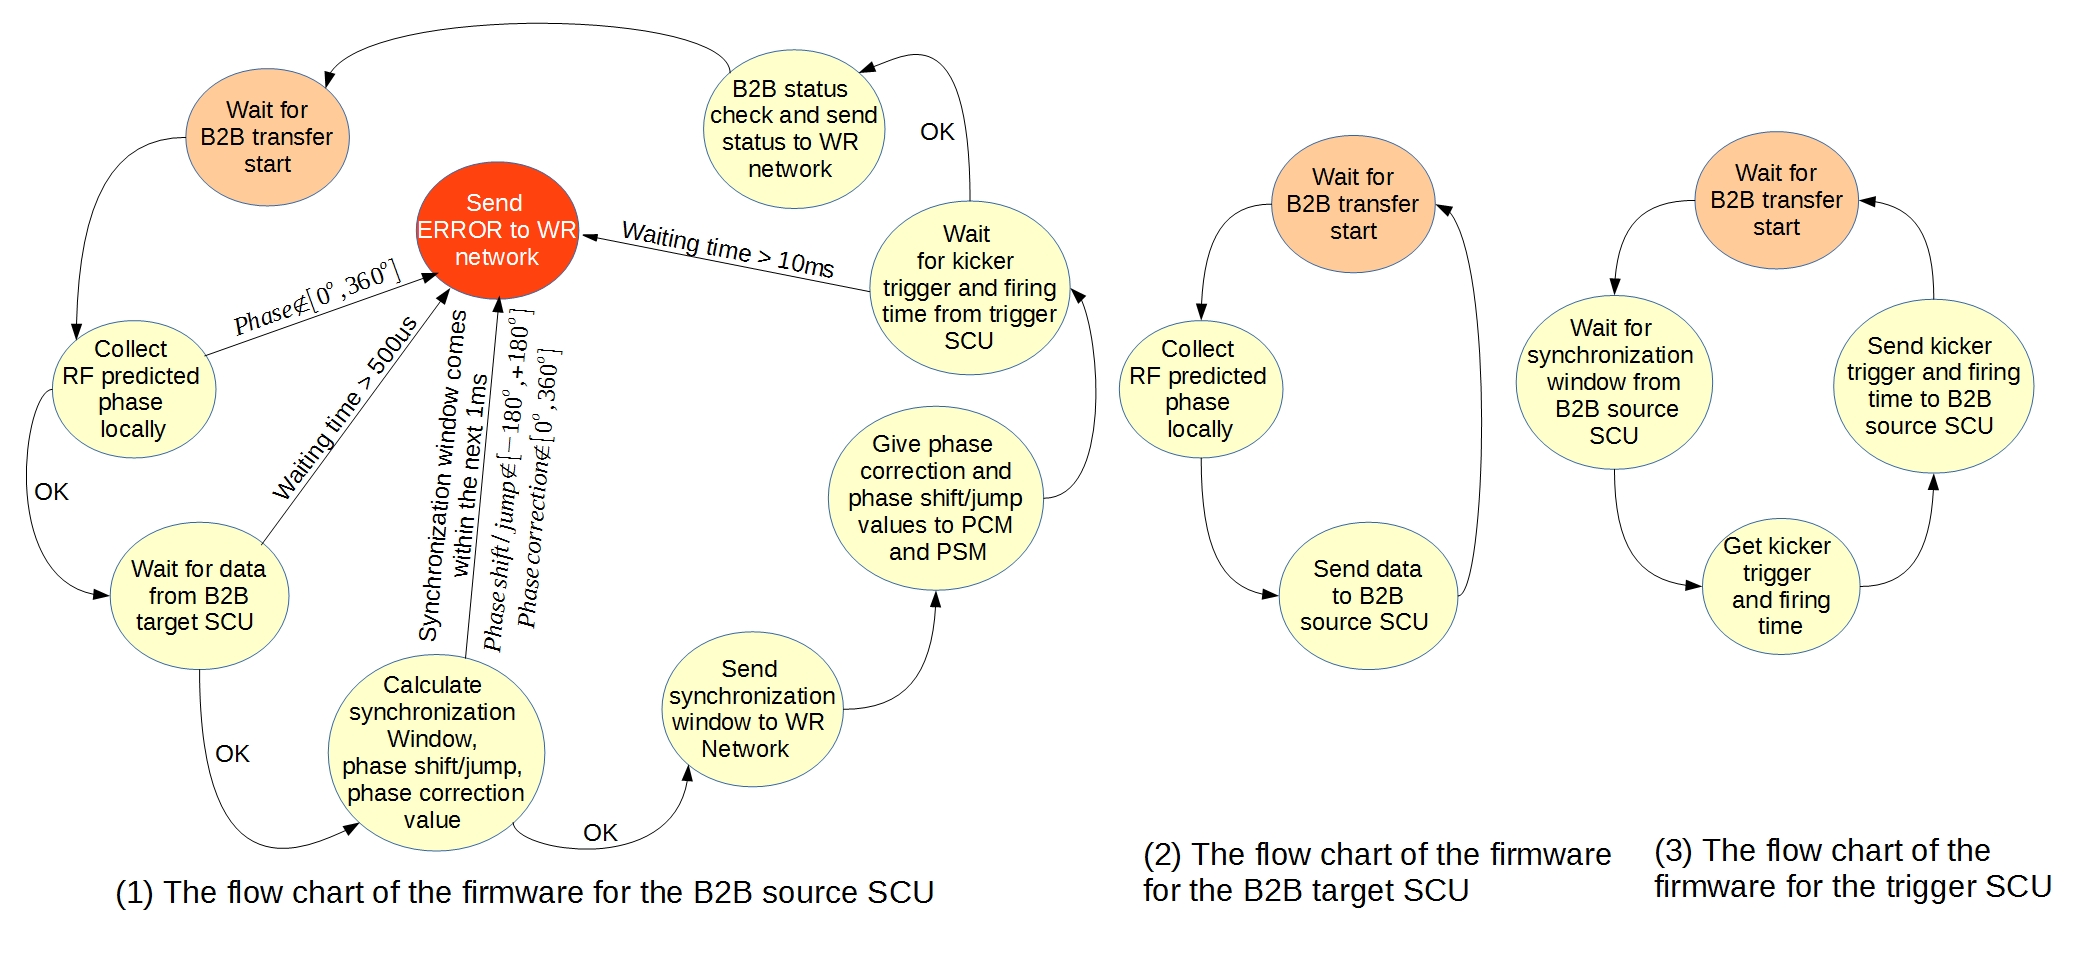 Wait for
B2B transfer
start
Send
ERROR to WR
network
B2B status
check and send
status to WR
network
OK
Wait
for kicker
trigger and firing
time from trigger
SCU
Waiting time > 10ms
Phase∉[0°,360°]
Collect
RF predicted
phase
locally
OK
Waiting time > 500us
Wait for data
from B2B
target SCU
OK
Synchronization window comes
within the next 1ms
Phase shift / jump∉[−180°,+180°]
Phase correction∉[0°,360°]
Calculate
synchronization
Window,
phase shift/jump,
phase correction
value
OK
Send
synchronization
window to WR
Network
Give phase
correction and
phase shift/jump
values to PCM
and PSM
(1) The flow chart of the firmware for the B2B source SCU
Wait for
B2B transfer
start
Collect
RF predicted
phase
locally
Send data
to B2B
source SCU
(2) The flow chart of the firmware
for the B2B target SCU
Wait for
B2B transfer
start
Wait for
synchronization
window from
B2B source
SCU
Get kicker
trigger
and firing
time
Send kicker
trigger and firing
time to B2B
source SCU
(3) The flow chart of the
firmware for the trigger SCU